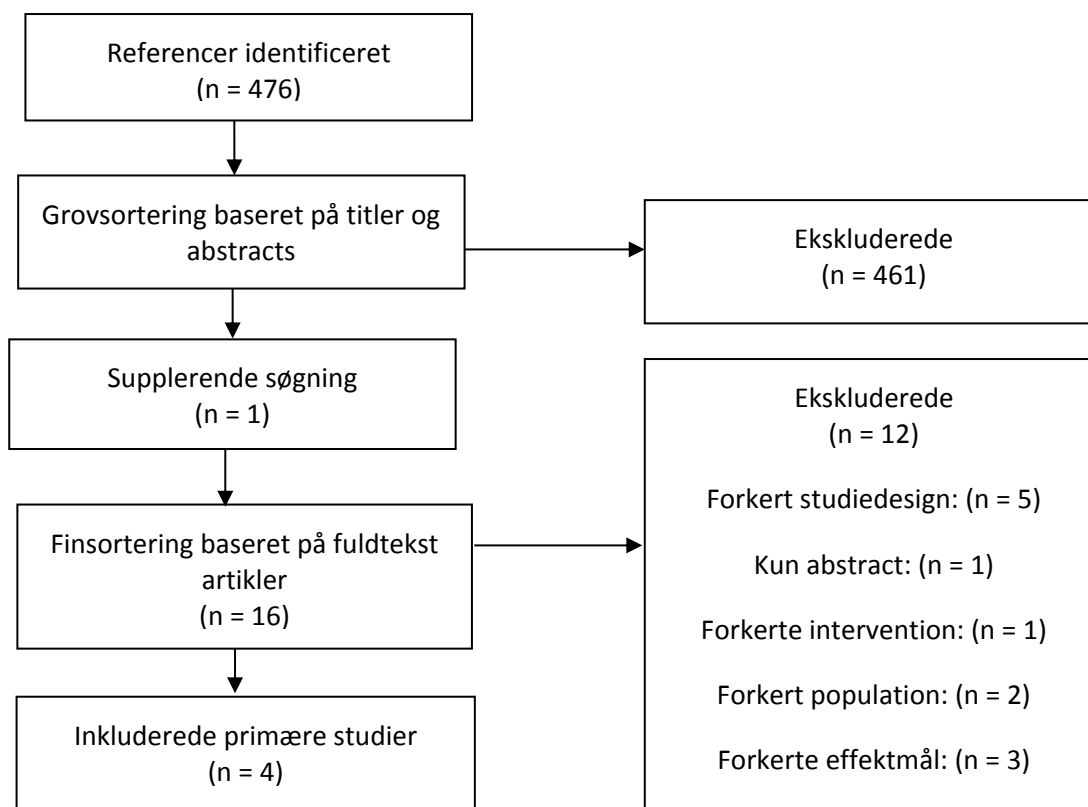 Referencer identificeret
(n = 476)
Grovsortering baseret på titler og
abstracts
Ekskluderede
(n = 461)
Supplerende søgning
(n = 1)
Finsortering baseret på fuldtekst
artikler
(n = 16)
Ekskluderede
(n = 12)
Forkert studiedesign: (n = 5)
Kun abstract: (n = 1)
Forkerte intervention: (n = 1)
Forkert population: (n = 2)
Forkerte effektmål: (n = 3)
Inkluderede primære studier
(n = 4)